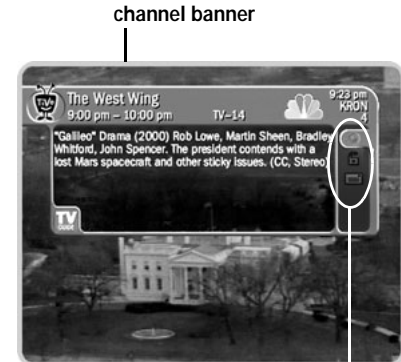 channel banner
TiVo
The West Wing
9:00 pm – 10:00 pm TV–14
9:23 pm
KRON
4
"Galileo" Drama (2000) Rob Lowe, Martin Sheen, Bradley
Whitford, John Spencer. The president contends with a
lost Mars spacecraft and other sticky issues. (CC, Stereo)
TV
GUIDE